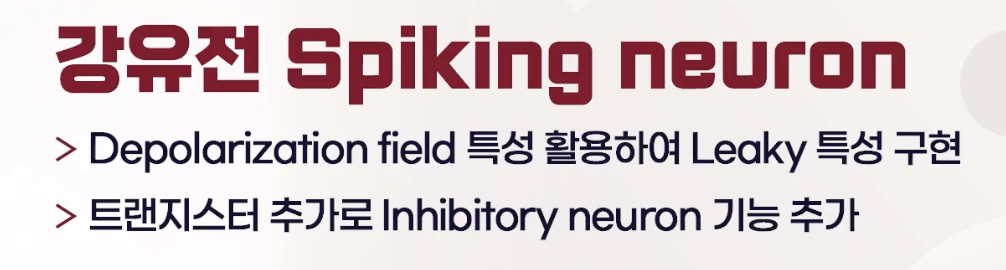 강유전 Spiking neuron
> Depolarization field 특성 활용하여 Leaky 특성 구현
> 트랜지스터 추가로 Inhibitory neuron 기능 추가